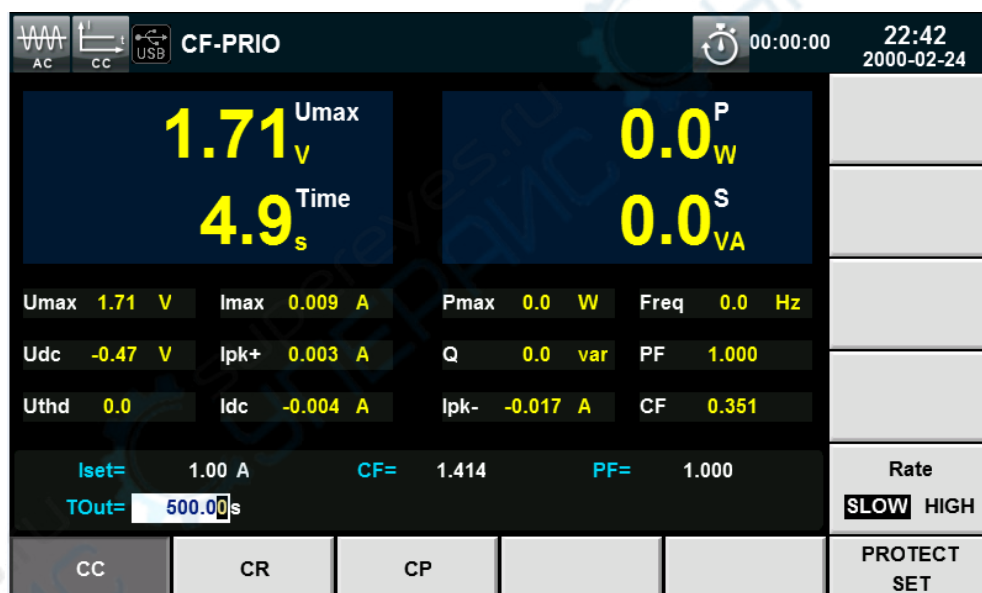 AC CC USB CF-PRIO 00:00:00 22:42
2000-02-24
1.71 Umax V 0.0 P W
4.9 Time s 0.0 S VA
Umax 1.71 V Imax 0.009 A Pmax 0.0 W Freq 0.0 Hz
Udc -0.47 V Ipk+ 0.003 A Q 0.0 var PF 1.000
Uthd 0.0 Idc -0.004 A Ipk- -0.017 A CF 0.351
Iset= 1.00 A CF= 1.414 PF= 1.000
TOut= 500.00s
Rate
SLOW HIGH
CC CR CP PROTECT
SET
supereyes.ru
СУПЕРАЙС